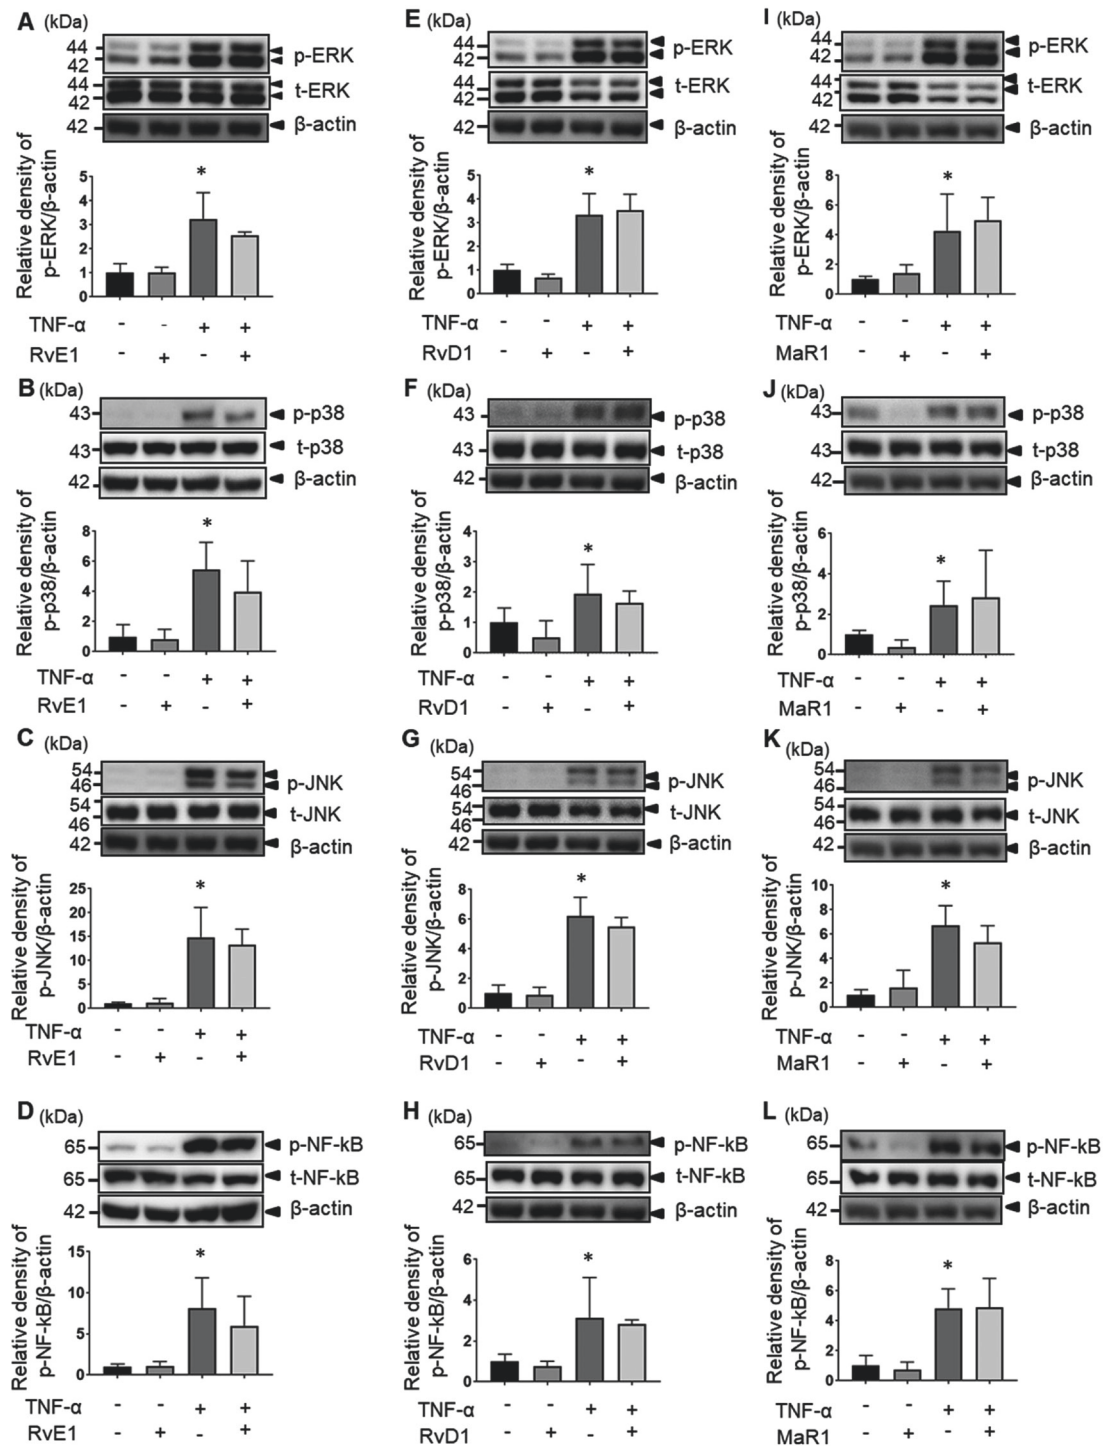 A (kDa)
44
42
p-ERK
44
42
t-ERK
42
β-actin
Relative density of
p-ERK/β-actin
5
4
3
2
1
0
*
TNF-α - - + +
RvE1 - + - +
B (kDa)
43
p-p38
43
t-p38
42
β-actin
Relative density of
p-p38/β-actin
8
6
4
2
0
*
TNF-α - - + +
RvE1 - + - +
C (kDa)
54
46
p-JNK
54
46
t-JNK
42
β-actin
Relative density of
p-JNK/β-actin
25
20
15
10
5
0
*
TNF-α - - + +
RvE1 - + - +
D (kDa)
65
p-NF-kB
65
t-NF-kB
42
β-actin
Relative density of
p-NF-kB/β-actin
15
10
5
0
*
TNF-α - - + +
RvE1 - + - +
E (kDa)
44
42
p-ERK
44
42
t-ERK
42
β-actin
Relative density of
p-ERK/β-actin
5
4
3
2
1
0
*
TNF-α - - + +
RvD1 - + - +
F (kDa)
43
p-p38
43
t-p38
42
β-actin
Relative density of
p-p38/β-actin
4
3
2
1
0
*
TNF-α - - + +
RvD1 - + - +
G (kDa)
54
46
p-JNK
54
46
t-JNK
42
β-actin
Relative density of
p-JNK/β-actin
8
6
4
2
0
*
TNF-α - - + +
RvD1 - + - +
H (kDa)
65
p-NF-kB
65
t-NF-kB
42
β-actin
Relative density of
p-NF-kB/β-actin
6
4
2
0
*
TNF-α - - + +
RvD1 - + - +
I (kDa)
44
42
p-ERK
44
42
t-ERK
42
β-actin
Relative density of
p-ERK/β-actin
8
6
4
2
0
*
TNF-α - - + +
MaR1 - + - +
J (kDa)
43
p-p38
43
t-p38
42
β-actin
Relative density of
p-p38/β-actin
6
4
2
0
*
TNF-α - - + +
MaR1 - + - +
K (kDa)
54
46
p-JNK
54
46
t-JNK
42
β-actin
Relative density of
p-JNK/β-actin
10
8
6
4
2
0
*
TNF-α - - + +
MaR1 - + - +
L (kDa)
65
p-NF-kB
65
t-NF-kB
42
β-actin
Relative density of
p-NF-kB/β-actin
8
6
4
2
0
*
TNF-α - - + +
MaR1 - + - +